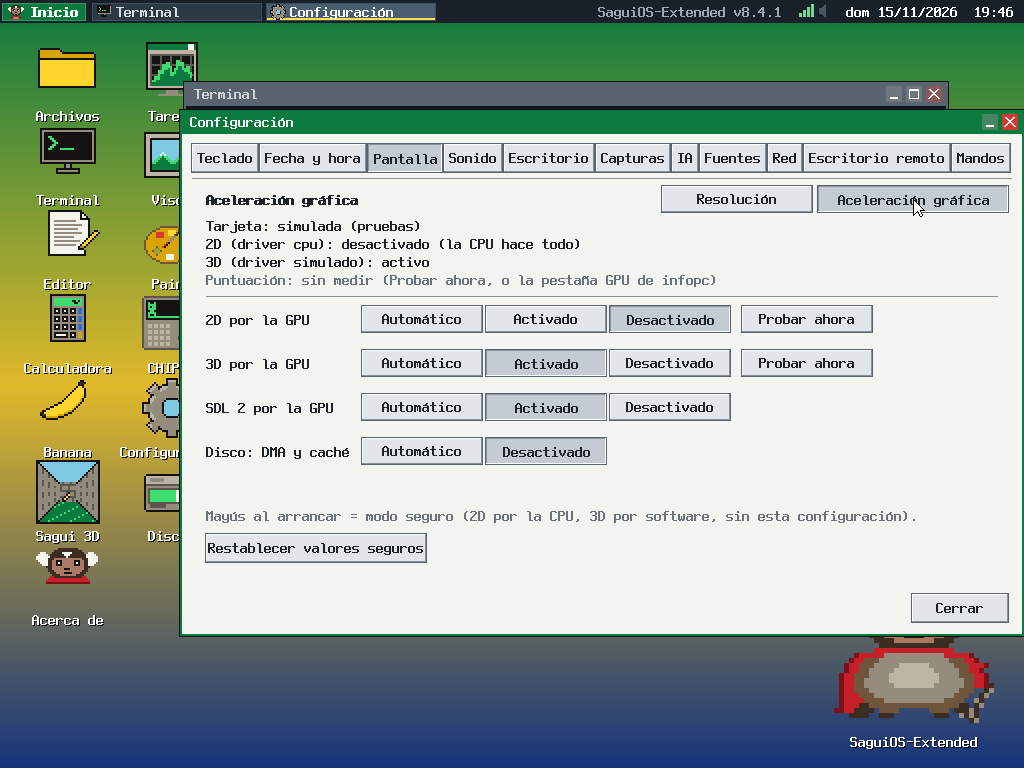 Inicio Terminal Configuración SaguiOS-Extended v8.4.1 dom 15/11/2026 19:46
Archivos
Terminal
Editor
Calculadora
Banana
Sagui 3D
Acerca de
Tare
Viso
Pain
CHIP
Configur
Disc
Terminal
Configuración
Teclado Fecha y hora Pantalla Sonido Escritorio Capturas IA Fuentes Red Escritorio remoto Mandos
Aceleración gráfica Resolución Aceleración gráfica
Tarjeta: simulada (pruebas)
2D (driver cpu): desactivado (la CPU hace todo)
3D (driver simulado): activo
Puntuación: sin medir (Probar ahora, o la pestaña GPU de infopc)
2D por la GPU Automático Activado Desactivado Probar ahora
3D por la GPU Automático Activado Desactivado Probar ahora
SDL 2 por la GPU Automático Activado Desactivado
Disco: DMA y caché Automático Desactivado
Mayús al arrancar = modo seguro (2D por la CPU, 3D por software, sin esta configuración).
Restablecer valores seguros
Cerrar
SaguiOS-Extended